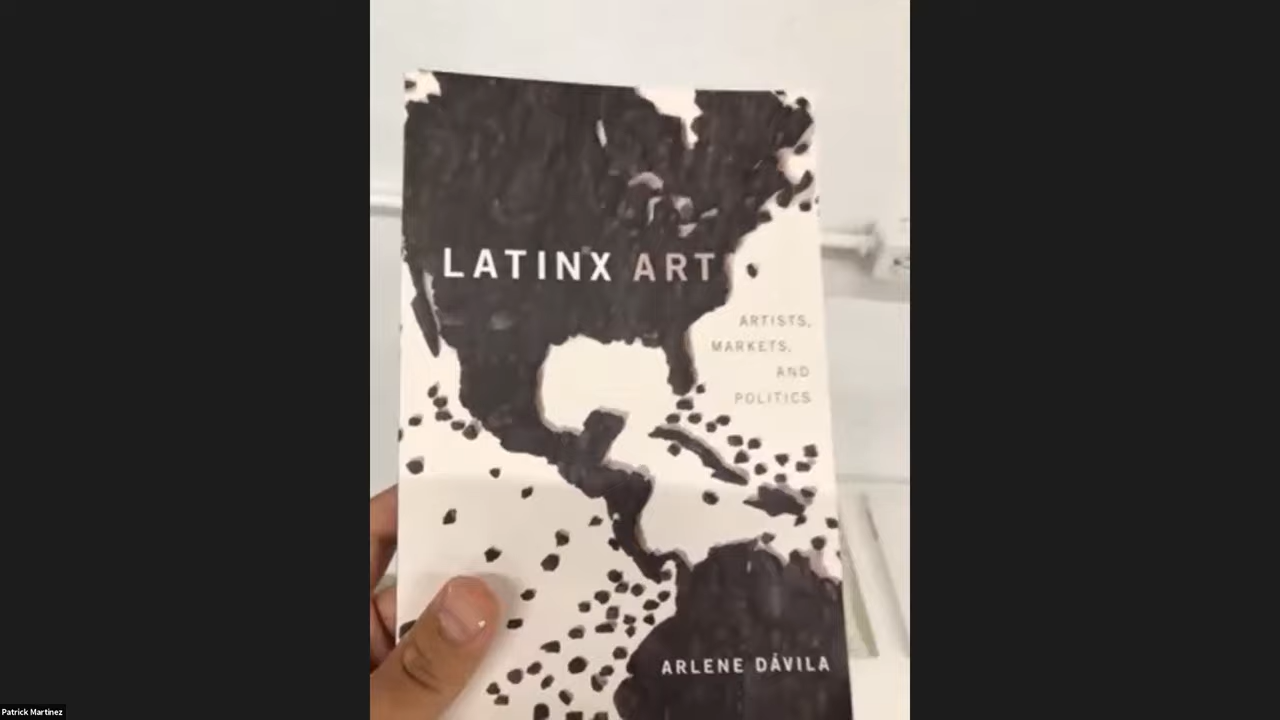 LATINX ART
ARTISTS,
MARKETS,
AND
POLITICS
ARLENE DÁVILA
Patrick Martinez